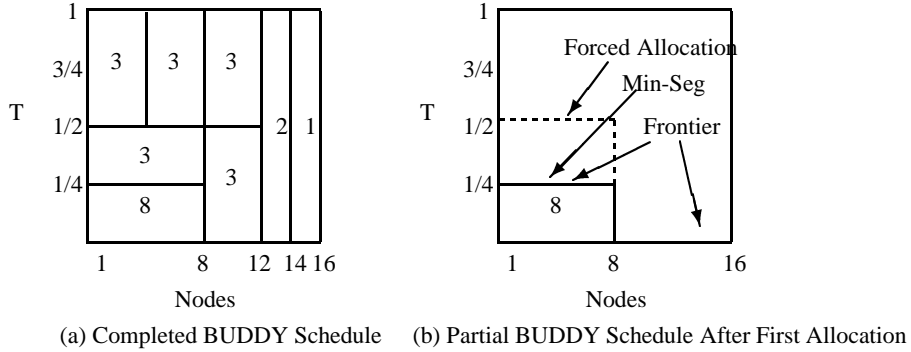 1
3 3 3
3/4
T
1/2
2 1
3
3
1/4
8
1 8 12 14 16
Nodes
(a) Completed BUDDY Schedule
1
Forced Allocation
3/4
Min-Seg
T
1/2
Frontier
1/4
8
1 8 16
Nodes
(b) Partial BUDDY Schedule After First Allocation